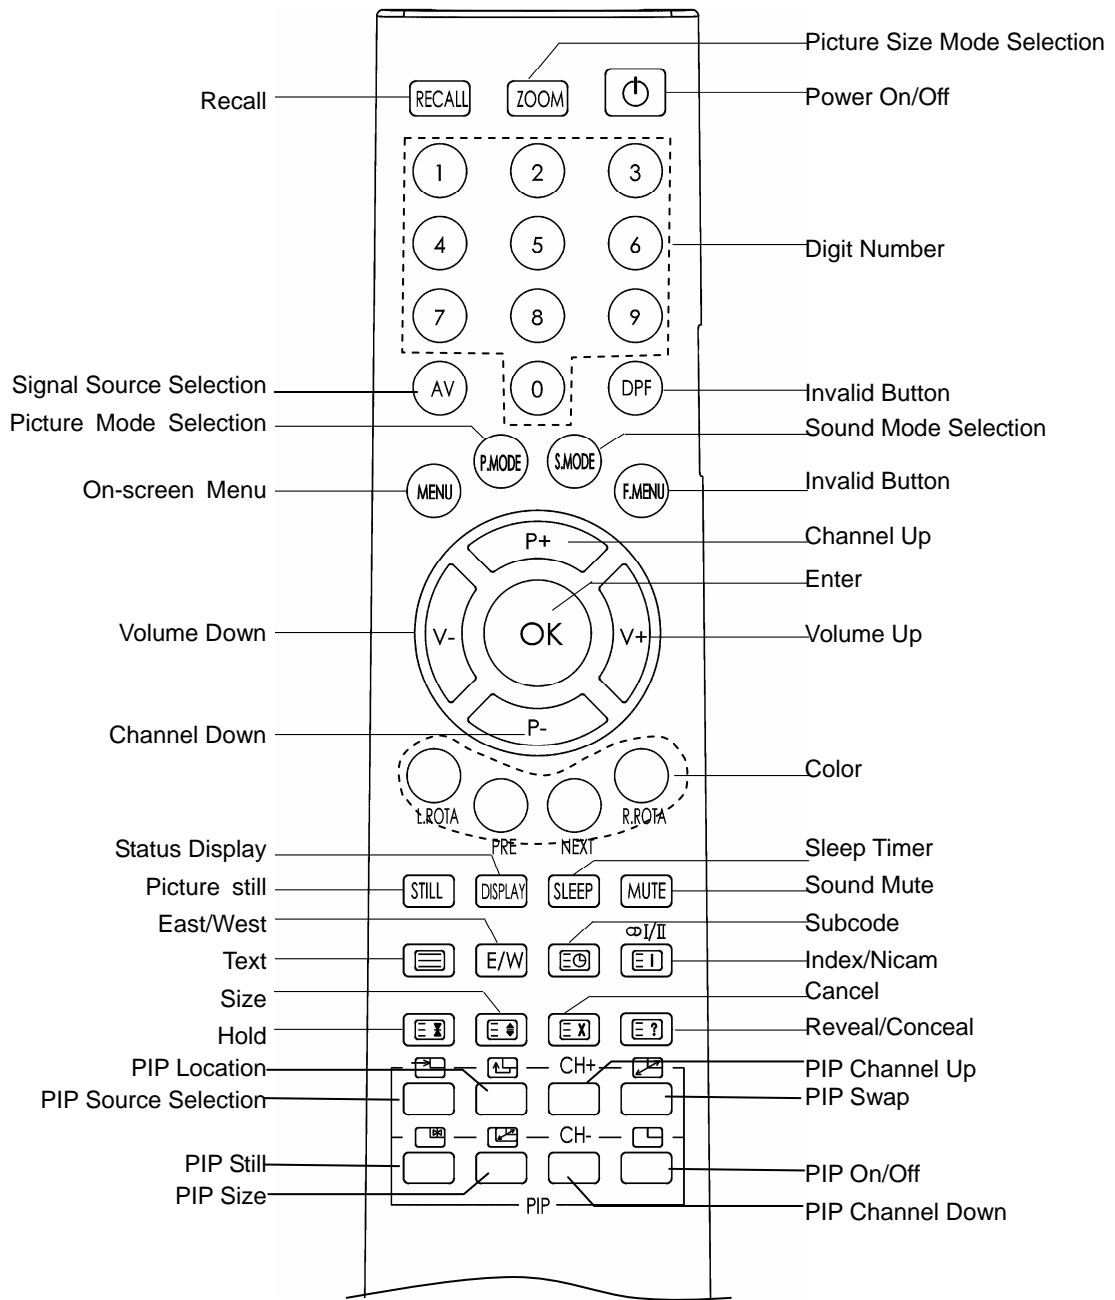 Picture Size Mode Selection
Recall
RECALL
ZOOM
Power On/Off
1
2
3
4
5
6
Digit Number
7
8
9
Signal Source Selection
AV
0
DPF
Invalid Button
Picture Mode Selection
P.MODE
S.MODE
Sound Mode Selection
On-screen Menu
MENU
F.MENU
Invalid Button
P+
Channel Up
Enter
Volume Down
V-
OK
V+
Volume Up
Channel Down
P-
Color
L.ROTA
R.ROTA
PRE
NEXT
Status Display
Sleep Timer
Picture still
STILL
DISPLAY
SLEEP
MUTE
Sound Mute
East/West
I/II
Subcode
Text
E/W
I
Index/Nicam
Size
Cancel
Hold
X
?
Reveal/Conceal
PIP Location
CH+
PIP Channel Up
PIP Source Selection
PIP Swap
CH-
PIP Still
PIP On/Off
PIP Size
PIP
PIP Channel Down